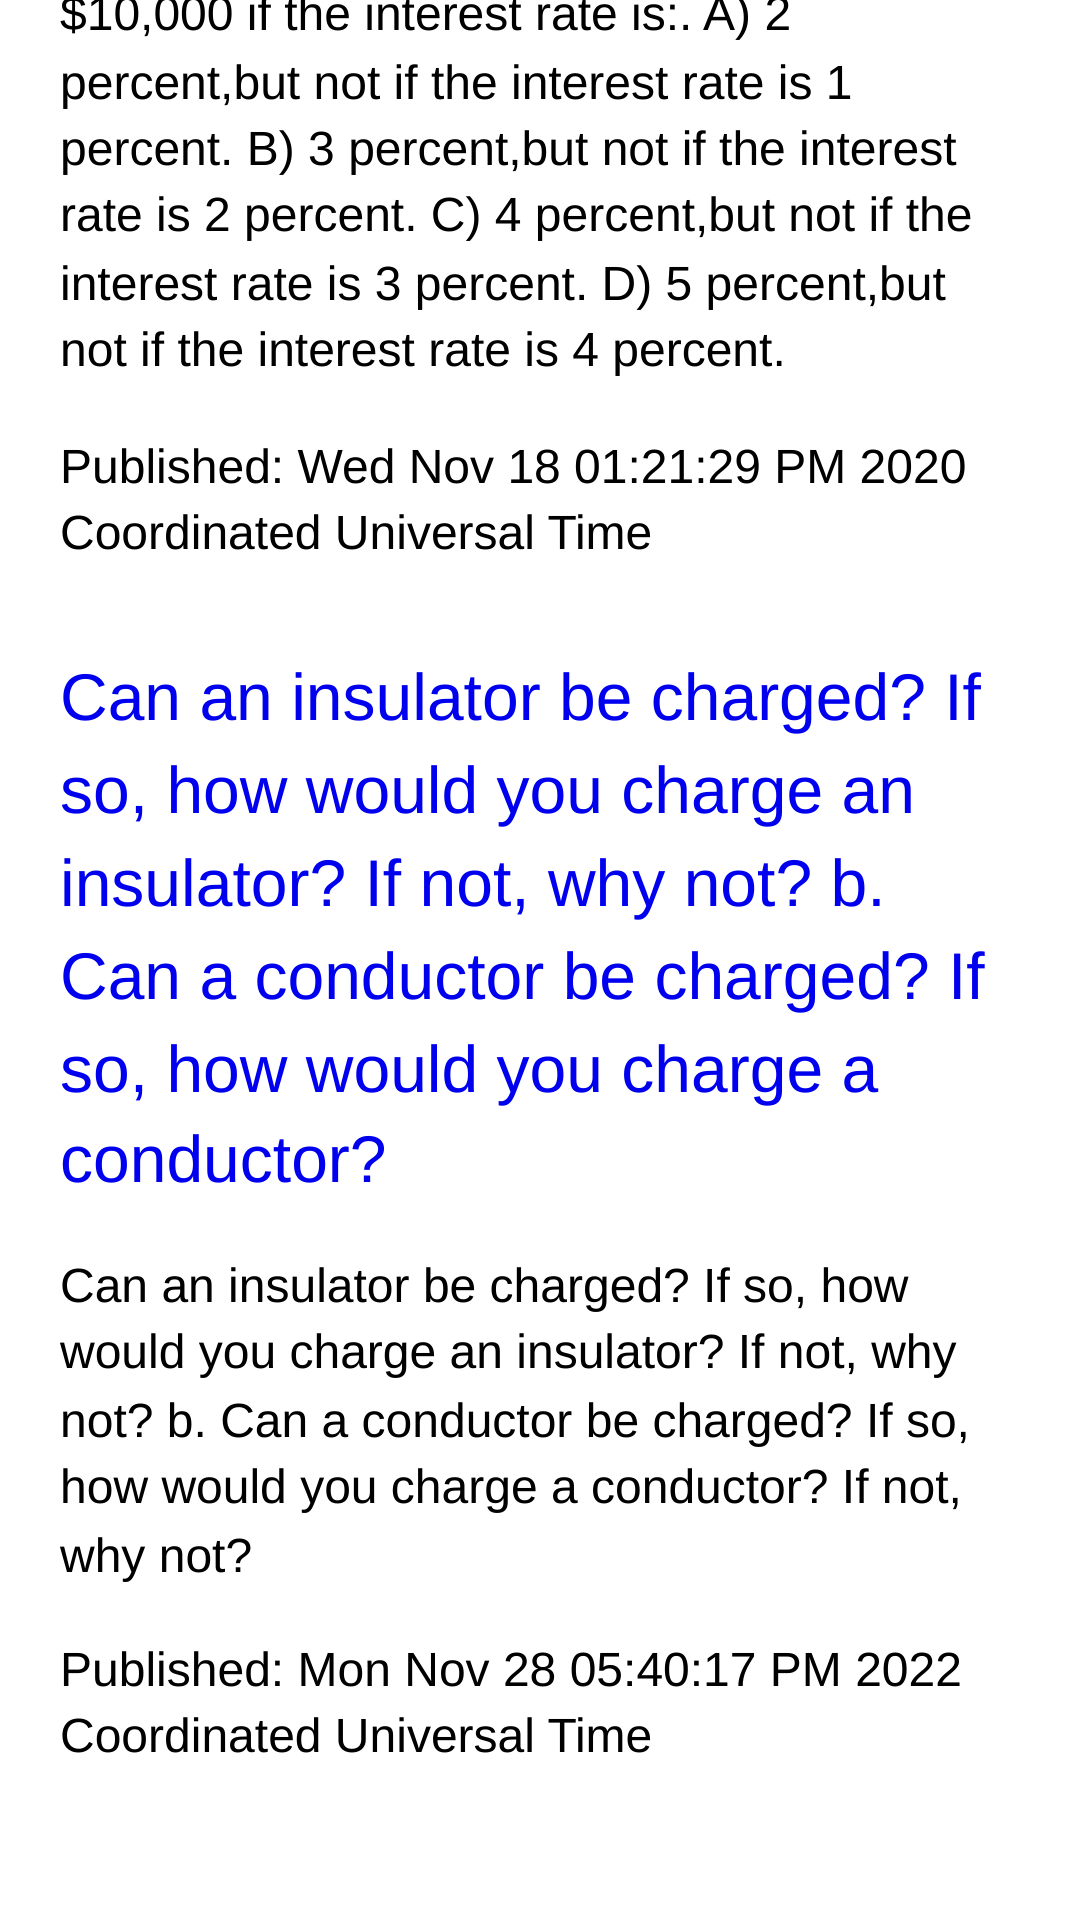 $10,000 if the interest rate is:. A) 2
percent,but not if the interest rate is 1
percent. B) 3 percent,but not if the interest
rate is 2 percent. C) 4 percent,but not if the
interest rate is 3 percent. D) 5 percent,but
not if the interest rate is 4 percent.
Published: Wed Nov 18 01:21:29 PM 2020
Coordinated Universal Time
Can an insulator be charged? If
so, how would you charge an
insulator? If not, why not? b.
Can a conductor be charged? If
so, how would you charge a
conductor?
Can an insulator be charged? If so, how
would you charge an insulator? If not, why
not? b. Can a conductor be charged? If so,
how would you charge a conductor? If not,
why not?
Published: Mon Nov 28 05:40:17 PM 2022
Coordinated Universal Time